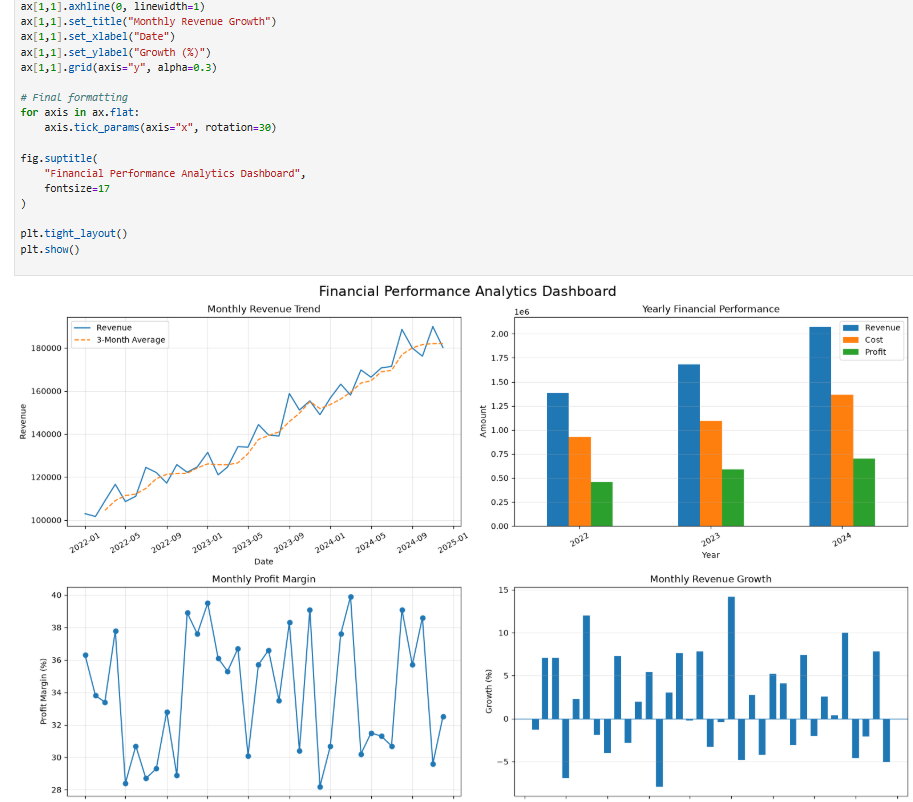 ax[1,1].axhline(0, linewidth=1)
ax[1,1].set_title("Monthly Revenue Growth")
ax[1,1].set_xlabel("Date")
ax[1,1].set_ylabel("Growth (%)")
ax[1,1].grid(axis="y", alpha=0.3)
# Final formatting
for axis in ax.flat:
    axis.tick_params(axis="x", rotation=30)
fig.suptitle(
    "Financial Performance Analytics Dashboard",
    fontsize=17
)
plt.tight_layout()
plt.show()
Financial Performance Analytics Dashboard
Monthly Revenue Trend
Revenue
3-Month Average
180000
160000
140000
120000
100000
Revenue
2022-01 2022-05 2022-09 2023-01 2023-05 2023-09 2024-01 2024-05 2024-09 2025-01
Date
Yearly Financial Performance
1e6
Revenue
Cost
Profit
2.00
1.75
1.50
1.25
1.00
0.75
0.50
0.25
0.00
Amount
2022 2023 2024
Year
Monthly Profit Margin
40
38
36
34
32
30
28
Profit Margin (%)
Monthly Revenue Growth
15
10
5
0
−5
Growth (%)